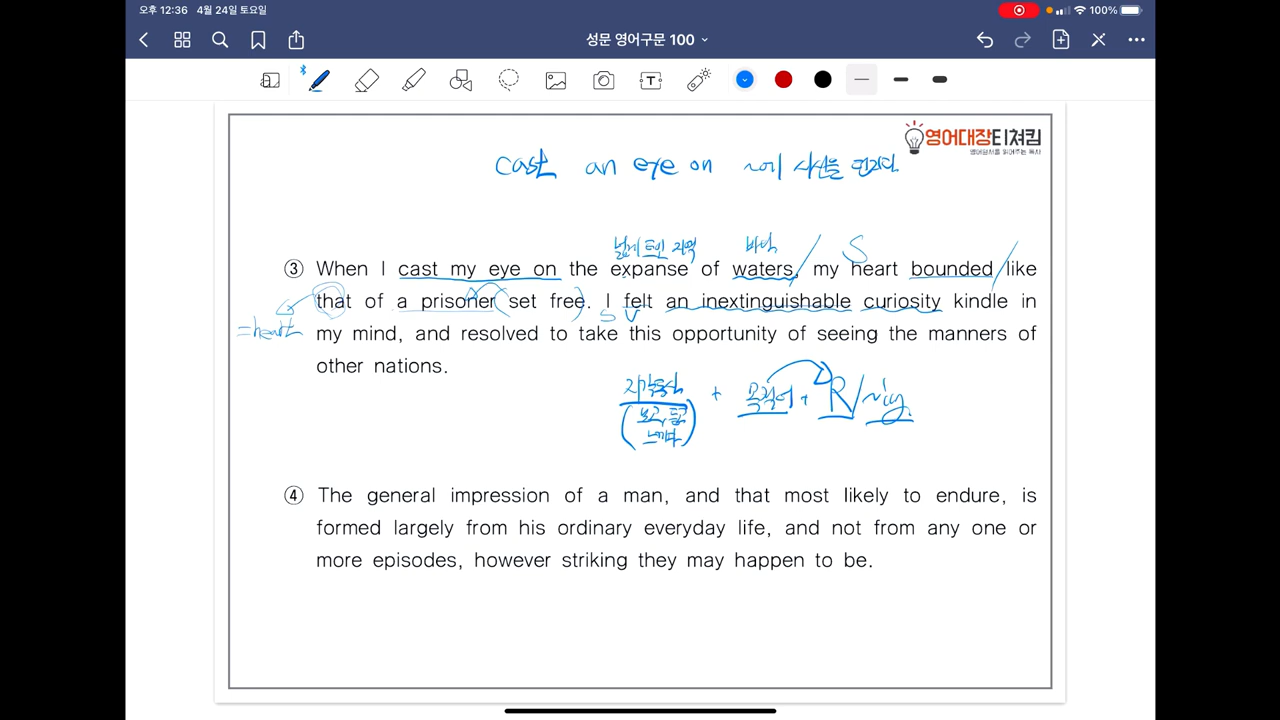 오후 12:36 4월 24일 토요일
100%
성문 영어구문 100
영어대장티쳐킴
cast an eye on ~에 시선을 던지다
넓게 트인 지역 바다 S
③ When I cast my eye on the expanse of waters, my heart bounded like
that of a prisoner set free. I felt an inextinguishable curiosity kindle in
=heart S V
my mind, and resolved to take this opportunity of seeing the manners of
other nations.
지각동사 + 목적어 + R/~ing.
(보고, 듣고
느끼다)
④ The general impression of a man, and that most likely to endure, is
formed largely from his ordinary everyday life, and not from any one or
more episodes, however striking they may happen to be.